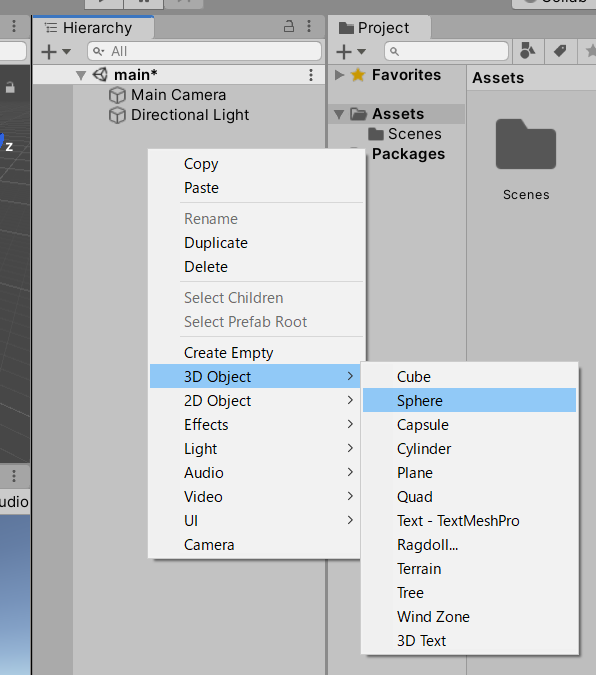 Hierarchy
Project
All
main*
Main Camera
Directional Light
Favorites
Assets
Scenes
Packages
Assets
Scenes
z
Copy
Paste
Rename
Duplicate
Delete
Select Children
Select Prefab Root
Create Empty
3D Object
2D Object
Effects
Light
Audio
Video
UI
Camera
Cube
Sphere
Capsule
Cylinder
Plane
Quad
Text - TextMeshPro
Ragdoll...
Terrain
Tree
Wind Zone
3D Text
udio